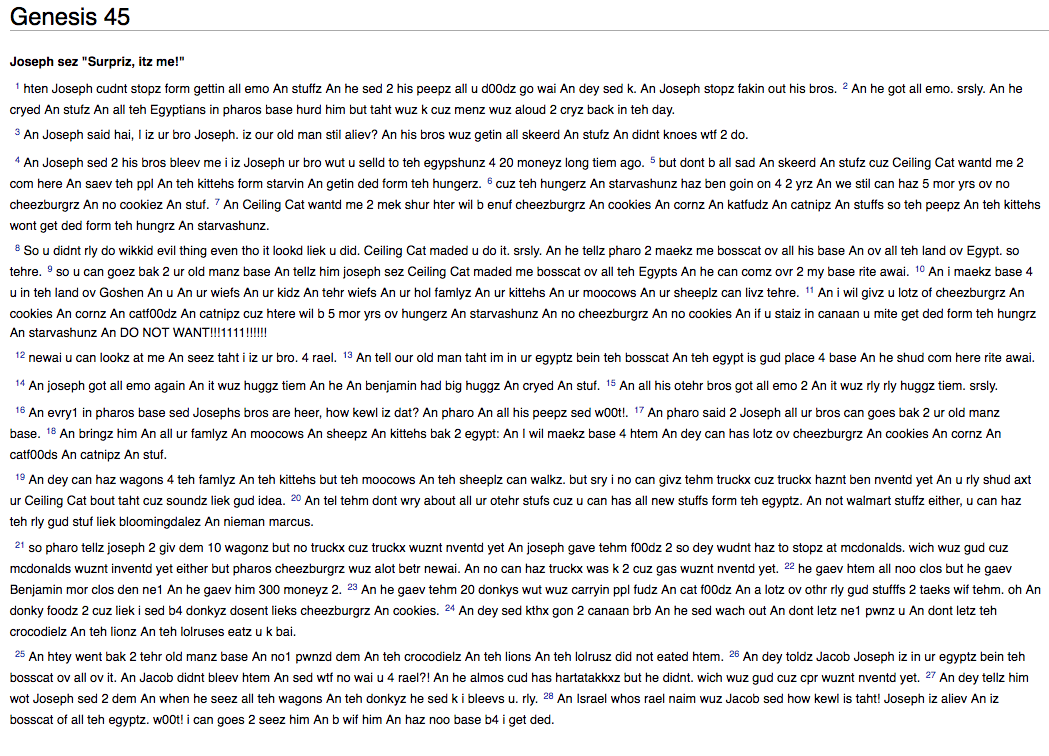 Genesis 45
Joseph sez "Surpriz, itz me!"
1 hten Joseph cudnt stopz form gettin all emo An stuffz An he sed 2 his peepz all u d00dz go wai An dey sed k. An Joseph stopz fakin out his bros. 2 An he got all emo. srsly. An he
cryed An stufz An all teh Egyptians in pharos base hurd him but taht wuz k cuz menz wuz aloud 2 cryz back in teh day.
3 An Joseph said hai, I iz ur bro Joseph. iz our old man stil aliev? An his bros wuz getin all skeerd An stufz An didnt knoes wtf 2 do.
4 An Joseph sed 2 his bros bleev me i iz Joseph ur bro wut u selld to teh egypshunz 4 20 moneyz long tiem ago. 5 but dont b all sad An skeerd An stufz cuz Ceiling Cat wantd me 2
com here An saev teh ppl An teh kittehs form starvin An getin ded form teh hungerz. 6 cuz teh hungerz An starvashunz haz ben goin on 4 2 yrz An we stil can haz 5 mor yrs ov no
cheezburgrz An no cookiez An stuf. 7 An Ceiling Cat wantd me 2 mek shur hter wil b enuf cheezburgrz An cookies An cornz An katfudz An catnipz An stuffs so teh peepz An teh kittehs
wont get ded form teh hungrz An starvashunz.
8 So u didnt rly do wikkid evil thing even tho it lookd liek u did. Ceiling Cat maded u do it. srsly. An he tellz pharo 2 maekz me bosscat ov all his base An ov all teh land ov Egypt. so
tehre. 9 so u can goez bak 2 ur old manz base An tellz him joseph sez Ceiling Cat maded me bosscat ov all teh Egypts An he can comz ovr 2 my base rite awai. 10 An i maekz base 4
u in teh land ov Goshen An u An ur wiefs An ur kidz An tehr wiefs An ur hol famlyz An ur kittehs An ur moocows An ur sheeplz can livz tehre. 11 An i wil givz u lotz of cheezburgrz An
cookies An cornz An catf00dz An catnipz cuz htere wil b 5 mor yrs ov hungerz An starvashunz An no cheezburgrz An no cookies An if u staiz in canaan u mite get ded form teh hungrz
An starvashunz An DO NOT WANT!!!1111!!!!!!
12 newai u can lookz at me An seez taht i iz ur bro. 4 rael. 13 An tell our old man taht im in ur egyptz bein teh bosscat An teh egypt is gud place 4 base An he shud com here rite awai.
14 An joseph got all emo again An it wuz huggz tiem An he An benjamin had big huggz An cryed An stuf. 15 An all his otehr bros got all emo 2 An it wuz rly rly huggz tiem. srsly.
16 An evry1 in pharos base sed Josephs bros are heer, how kewl iz dat? An pharo An all his peepz sed w00t!. 17 An pharo said 2 Joseph all ur bros can goes bak 2 ur old manz
base. 18 An bringz him An all ur famlyz An moocows An sheepz An kittehs bak 2 egypt: An I wil maekz base 4 htem An dey can has lotz ov cheezburgrz An cookies An cornz An
catf00ds An catnipz An stuf.
19 An dey can haz wagons 4 teh famlyz An teh kittehs but teh moocows An teh sheeplz can walkz. but sry i no can givz tehm truckx cuz truckx haznt ben nventd yet An u rly shud axt
ur Ceiling Cat bout taht cuz soundz liek gud idea. 20 An tel tehm dont wry about all ur otehr stufs cuz u can has all new stuffs form teh egyptz. An not walmart stuffz either, u can haz
teh rly gud stuf liek bloomingdalez An nieman marcus.
21 so pharo tellz joseph 2 giv dem 10 wagonz but no truckx cuz truckx wuznt nventd yet An joseph gave tehm f00dz 2 so dey wudnt haz to stopz at mcdonalds. wich wuz gud cuz
mcdonalds wuznt inventd yet either but pharos cheezburgrz wuz alot betr newai. An no can haz truckx was k 2 cuz gas wuznt nventd yet. 22 he gaev htem all noo clos but he gaev
Benjamin mor clos den ne1 An he gaev him 300 moneyz 2. 23 An he gaev tehm 20 donkys wut wuz carryin ppl fudz An cat f00dz An a lotz ov othr rly gud stufffs 2 taeks wif tehm. oh An
donky foodz 2 cuz liek i sed b4 donkyz dosent lieks cheezburgrz An cookies. 24 An dey sed kthx gon 2 canaan brb An he sed wach out An dont letz ne1 pwnz u An dont letz teh
crocodielz An teh lionz An teh lolruses eatz u k bai.
25 An htey went bak 2 tehr old manz base An no1 pwnzd dem An teh crocodielz An teh lions An teh lolrusz did not eated htem. 26 An dey toldz Jacob Joseph iz in ur egyptz bein teh
bosscat ov all ov it. An Jacob didnt bleev htem An sed wtf no wai u 4 rael?! An he almos cud has hartatakkxz but he didnt. wich wuz gud cuz cpr wuznt nventd yet. 27 An dey tellz him
wot Joseph sed 2 dem An when he seez all teh wagons An teh donkyz he sed k i bleevs u. rly. 28 An Israel whos rael naim wuz Jacob sed how kewl is taht! Joseph iz aliev An iz
bosscat of all teh egyptz. w00t! i can goes 2 seez him An b wif him An haz noo base b4 i get ded.